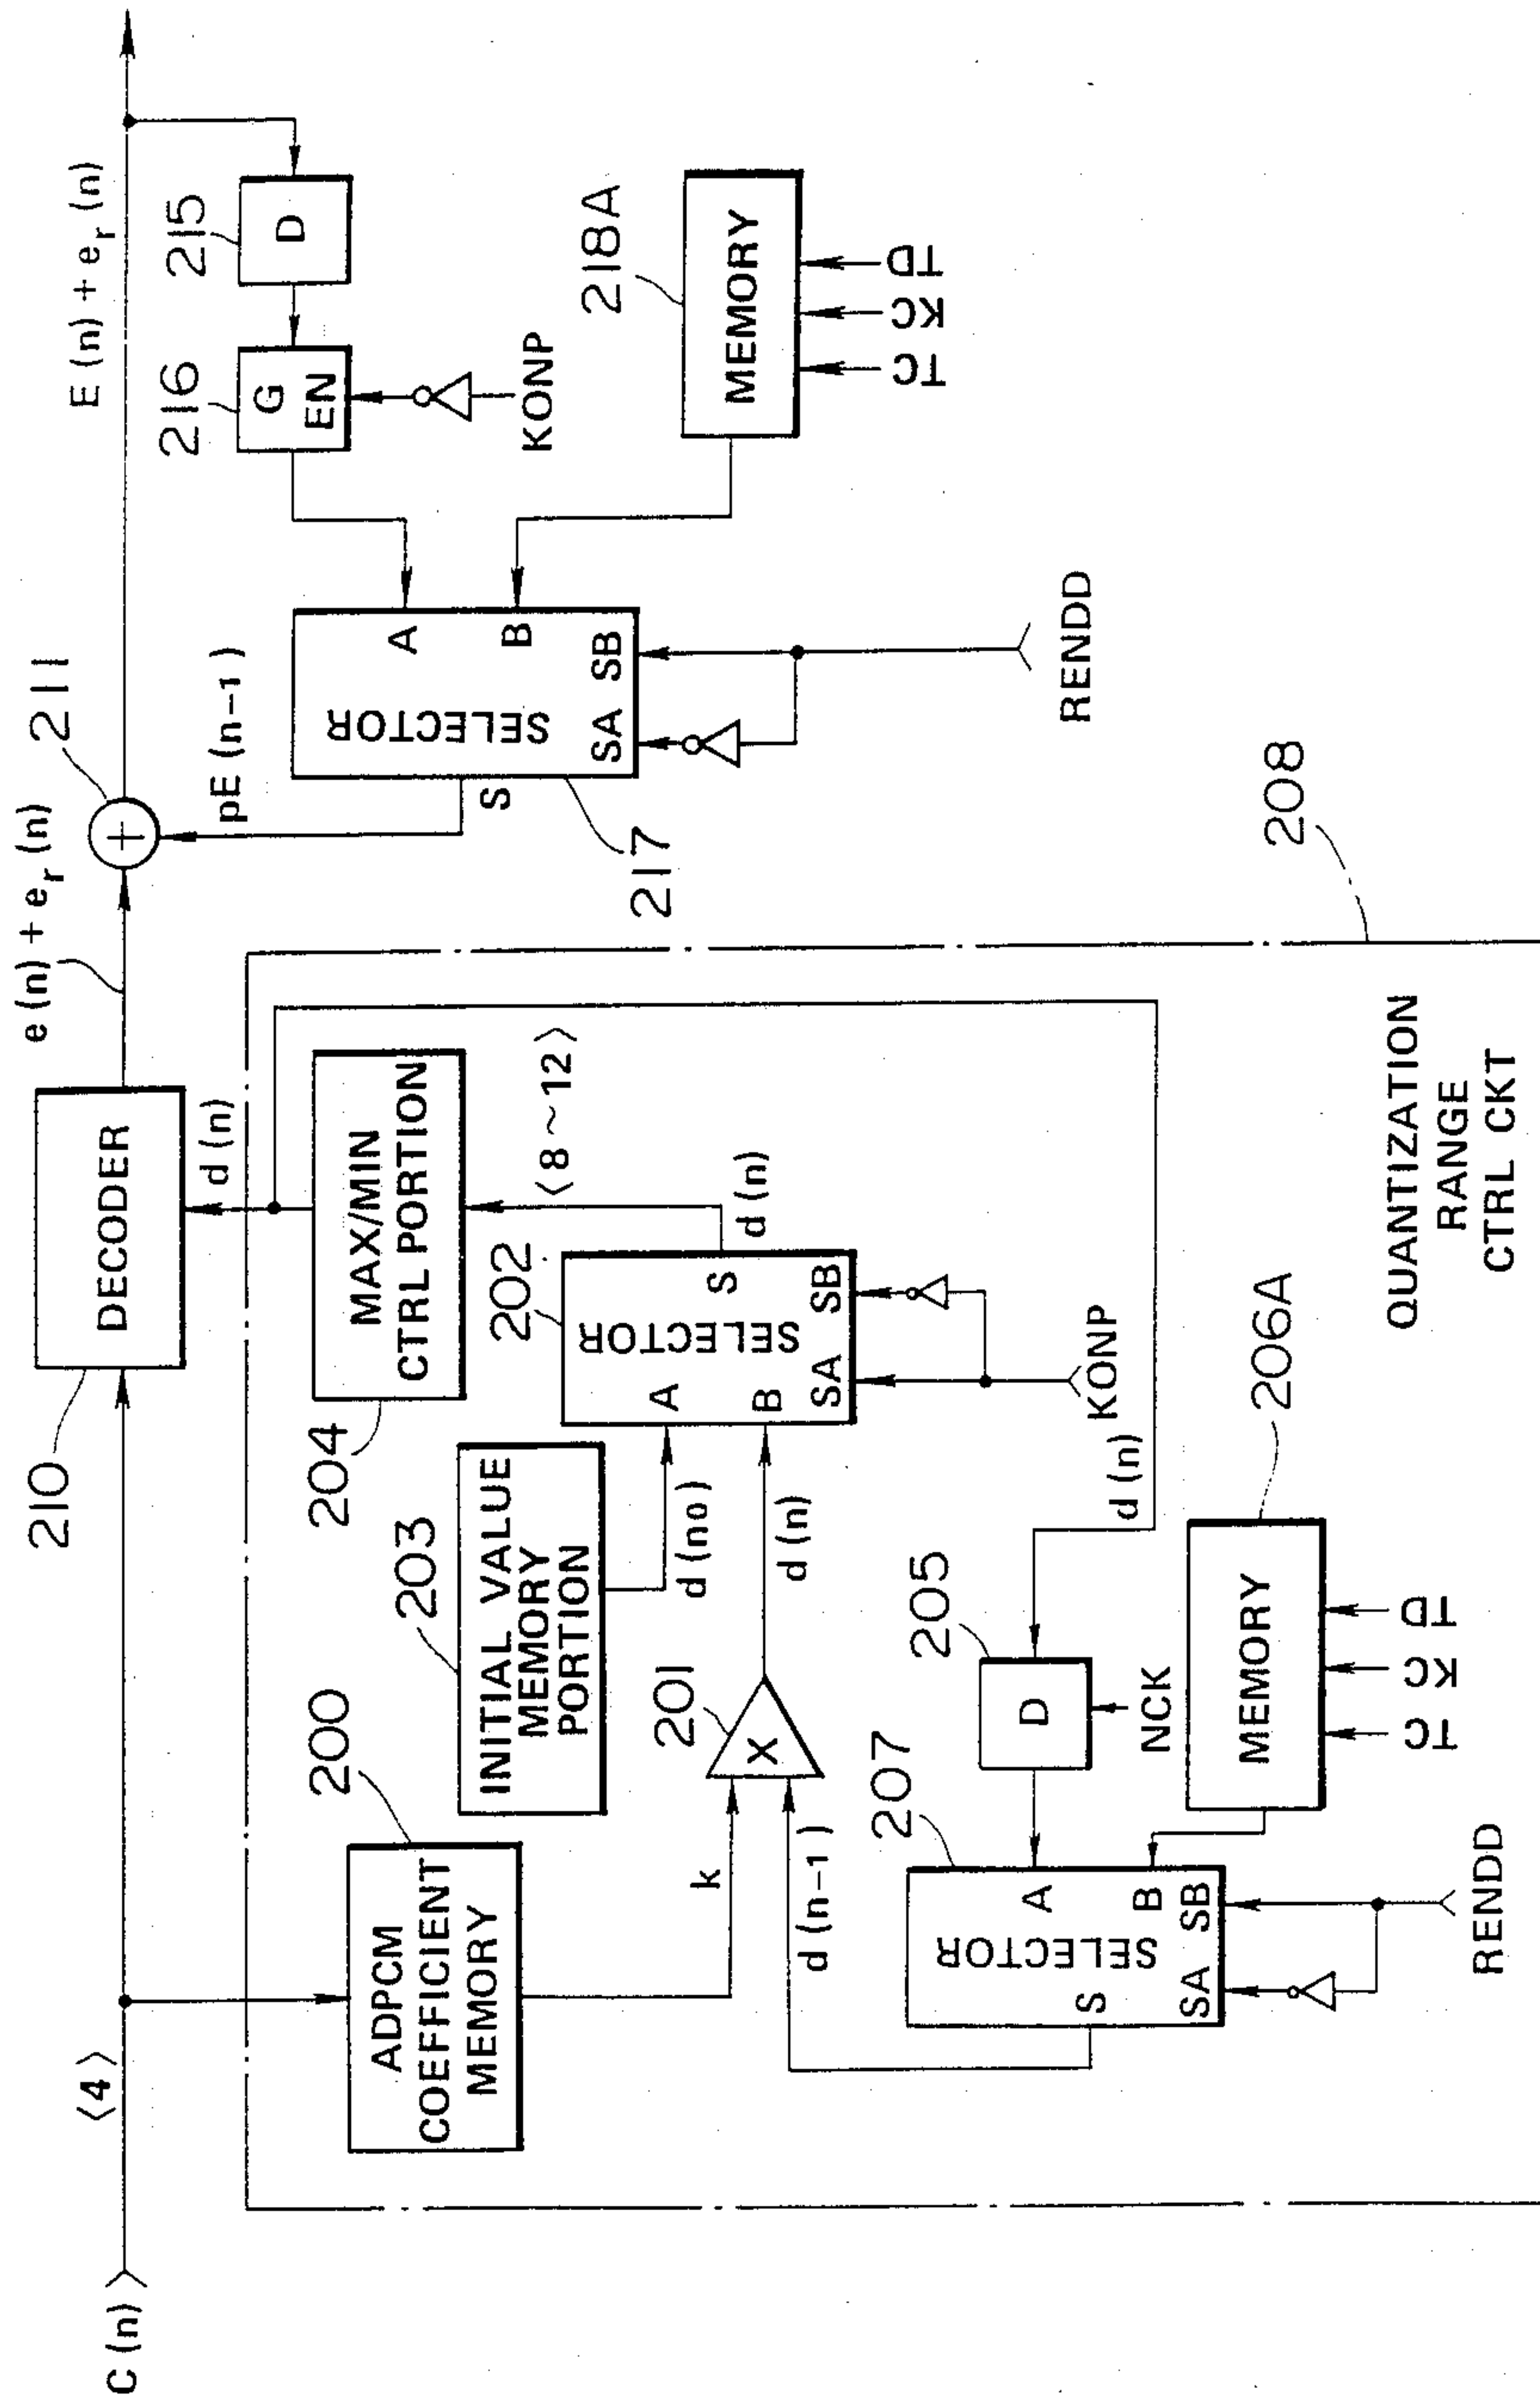 C (n)
⟨4⟩
210
DECODER
e (n) + e_r (n)
211
E (n) + e_r (n)
d (n)
pE (n-1)
200
ADPCM
COEFFICIENT
MEMORY
k
203
INITIAL VALUE
MEMORY
PORTION
d (n0)
204
MAX/MIN
CTRL PORTION
⟨8~12⟩
201
X
d (n)
202
A
B
SELECTOR
S
SA
SB
d (n)
KONP
d (n-1)
207
S
SELECTOR
A
B
SA
SB
RENDD
205
D
NCK
d (n)
206A
MEMORY
TC
KC
TD
QUANTIZATION
RANGE
CTRL CKT
208
217
S
SELECTOR
A
B
SA
SB
RENDD
216
G
EN
KONP
215
D
218A
MEMORY
TC
KC
TD